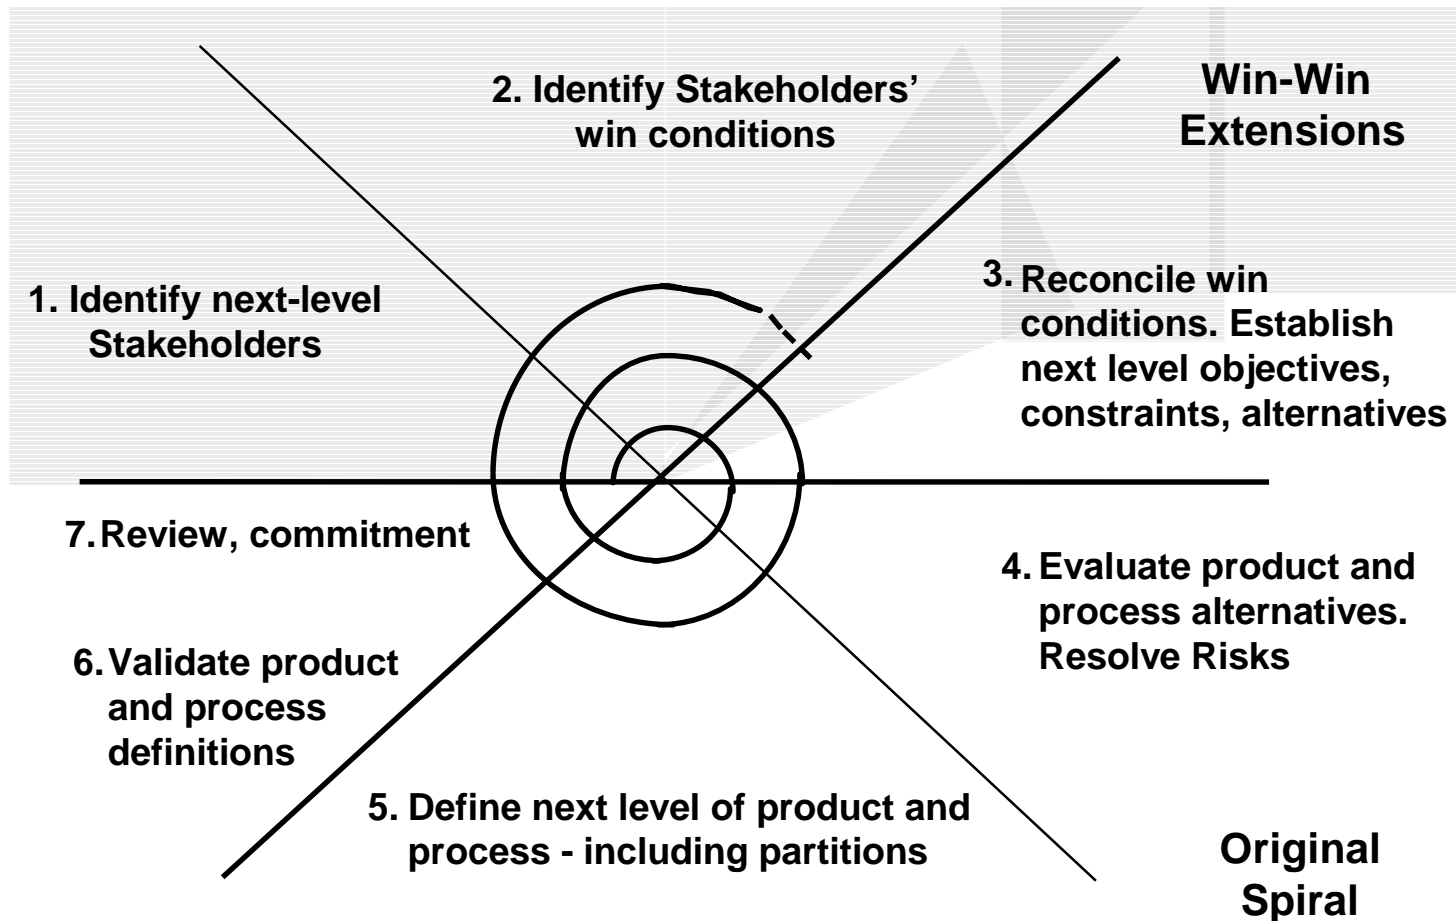 2. Identify Stakeholders’
win conditions
Win-Win
Extensions
1. Identify next-level
Stakeholders
3. Reconcile win
conditions. Establish
next level objectives,
constraints, alternatives
7. Review, commitment
4. Evaluate product and
process alternatives.
Resolve Risks
6. Validate product
and process
definitions
5. Define next level of product and
process - including partitions
Original
Spiral